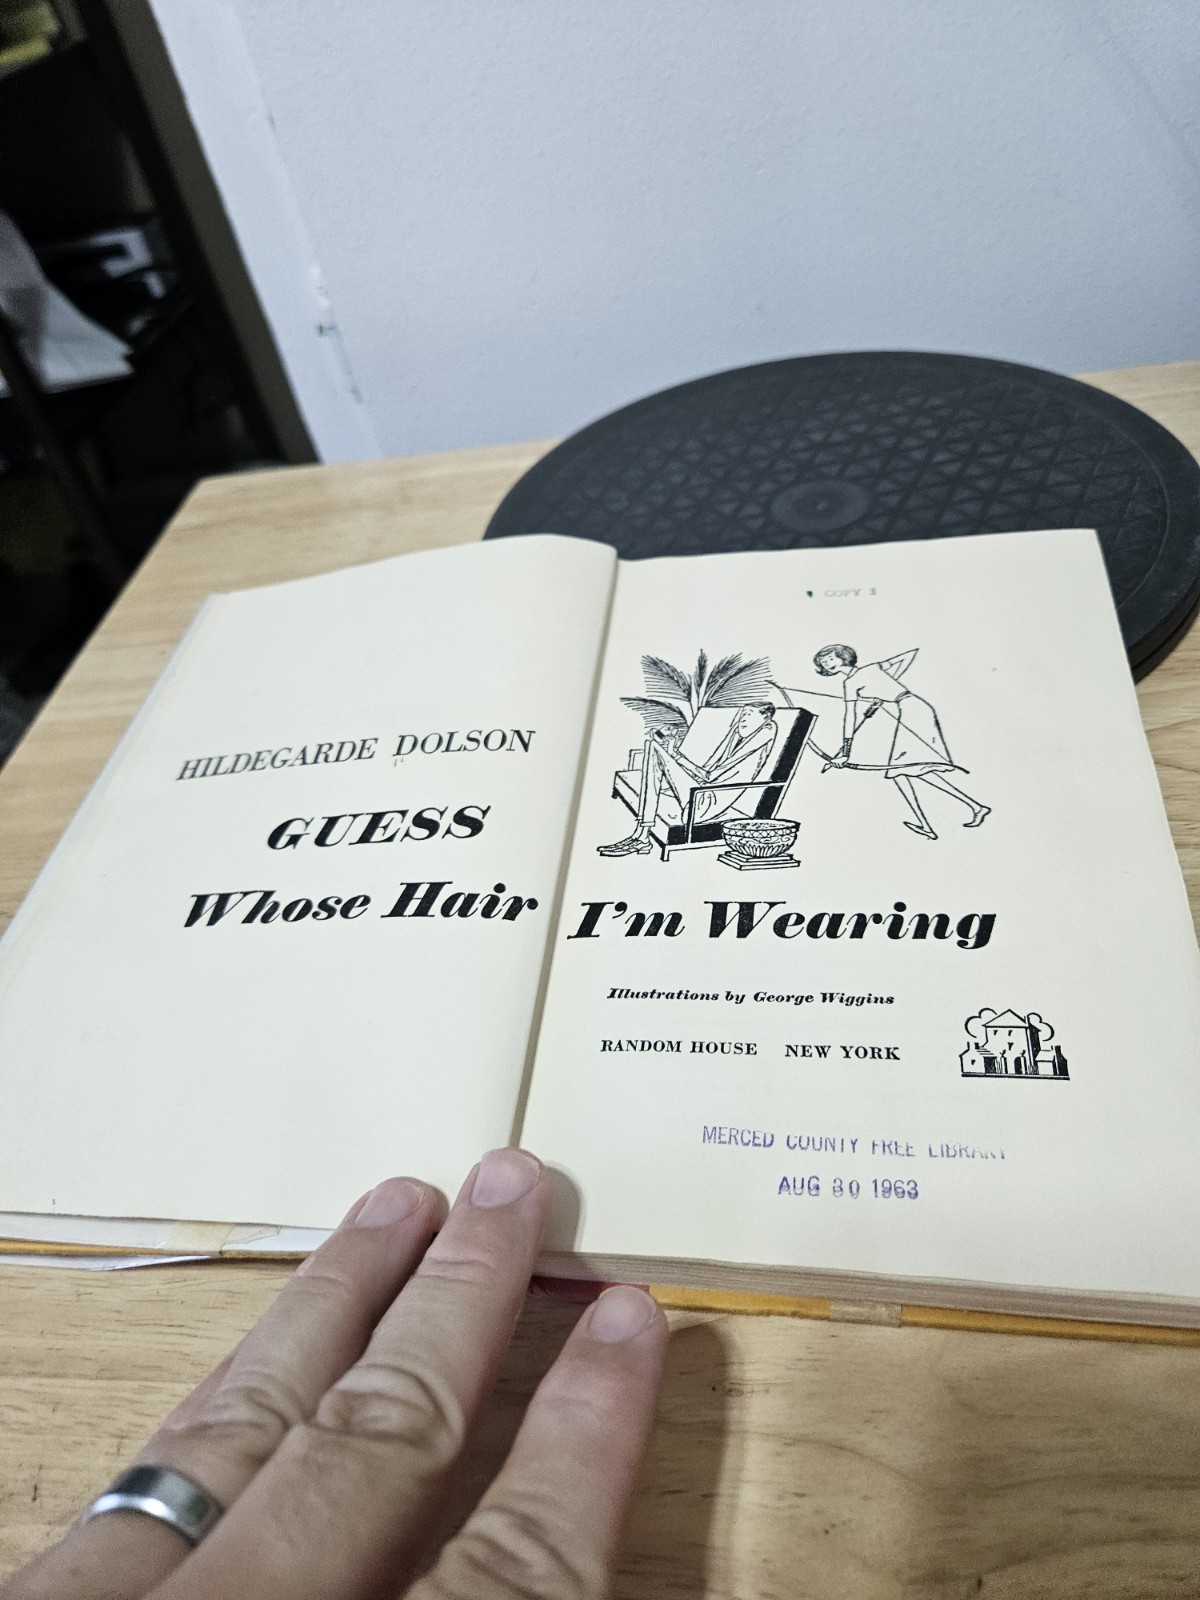 COPY 3
HILDEGARDE DOLSON
GUESS
Whose Hair I'm Wearing
Illustrations by George Wiggins
RANDOM HOUSE NEW YORK
MERCED COUNTY FREE LIBRARY
AUG 30 1963